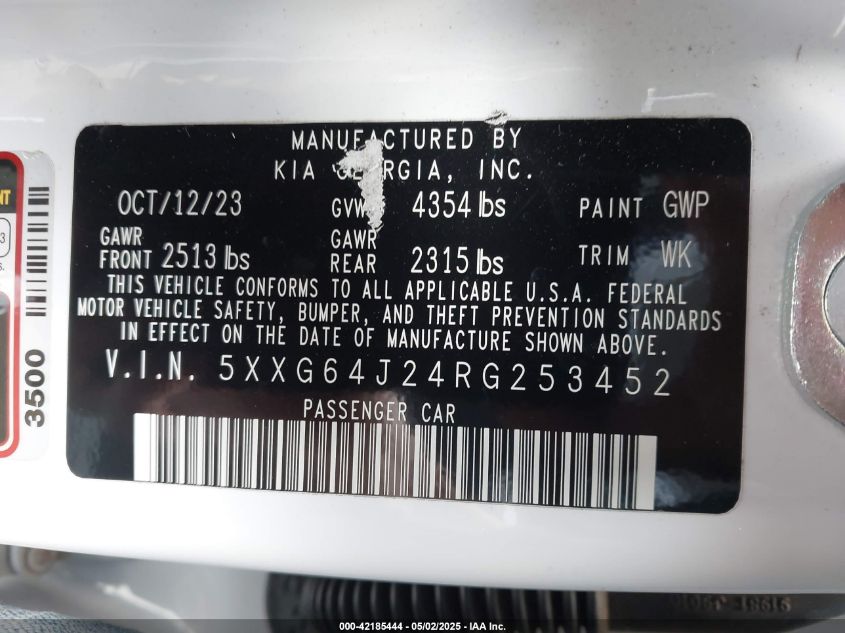 MANUFACTURED BY
KIA GEORGIA, INC.
OCT/12/23 GVW 4354 lbs PAINT GWP
GAWR FRONT 2513 lbs GAWR REAR 2315 lbs TRIM WK
THIS VEHICLE CONFORMS TO ALL APPLICABLE U.S.A. FEDERAL
MOTOR VEHICLE SAFETY, BUMPER, AND THEFT PREVENTION STANDARDS
IN EFFECT ON THE DATE OF MANUFACTURE SHOWN ABOVE.
V.I.N. 5XXG64J24RG253452
PASSENGER CAR
3500
000-42185444 / 05/02/2025 - IAA Inc.